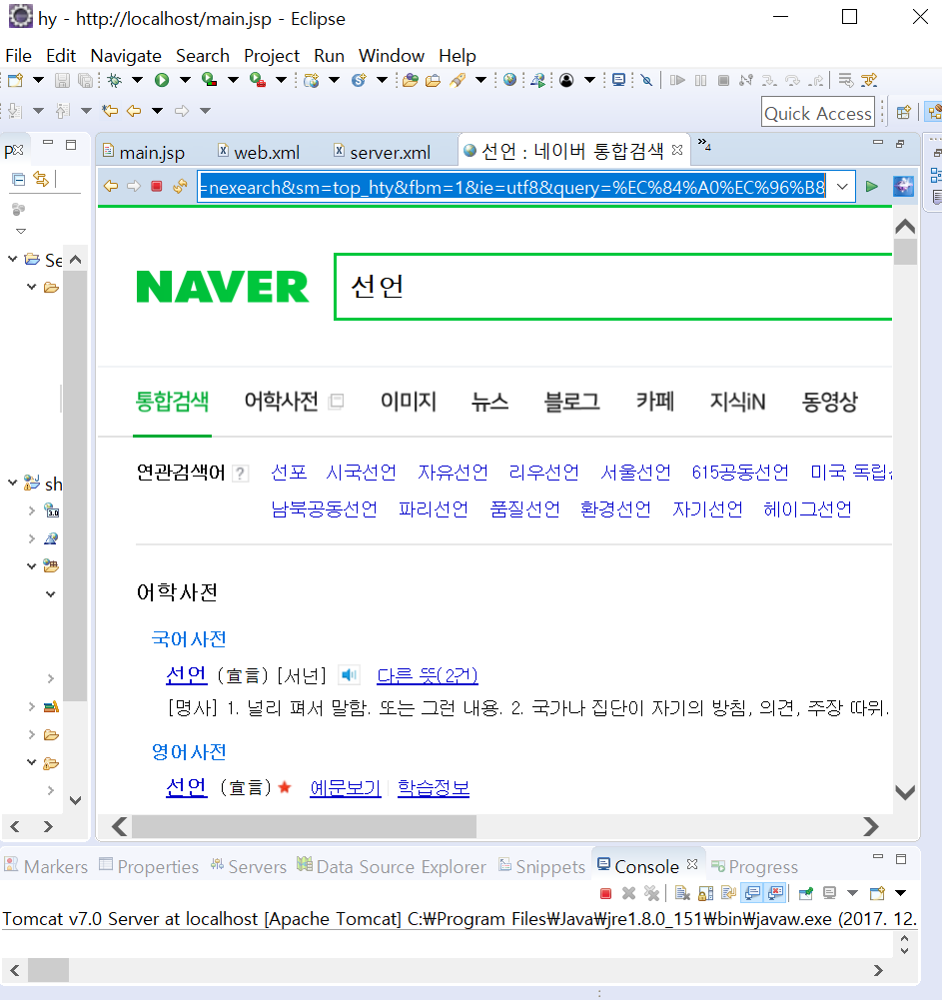 hy - http://localhost/main.jsp - Eclipse
File Edit Navigate Search Project Run Window Help
Quick Access
main.jsp web.xml server.xml 선언 : 네이버 통합검색 4
=nexearch&sm=top_hty&fbm=1&ie=utf8&query=%EC%84%A0%EC%96%B8
NAVER 선언
통합검색 어학사전 이미지 뉴스 블로그 카페 지식iN 동영상
연관검색어 ? 선포 시국선언 자유선언 리우선언 서울선언 615공동선언 미국 독립
남북공동선언 파리선언 품질선언 환경선언 자기선언 헤이그선언
Se
sh
3.0
어학사전
국어사전
선언 (宣言) [서넌] 다른 뜻(2건)
[명사] 1. 널리 펴서 말함. 또는 그런 내용. 2. 국가나 집단이 자기의 방침, 의견, 주장 따위.
영어사전
선언 (宣言) ★ 예문보기 학습정보
Markers Properties Servers Data Source Explorer Snippets Console Progress
Tomcat v7.0 Server at localhost [Apache Tomcat] C:₩Program Files₩Java₩jre1.8.0_151₩bin₩javaw.exe (2017. 12.